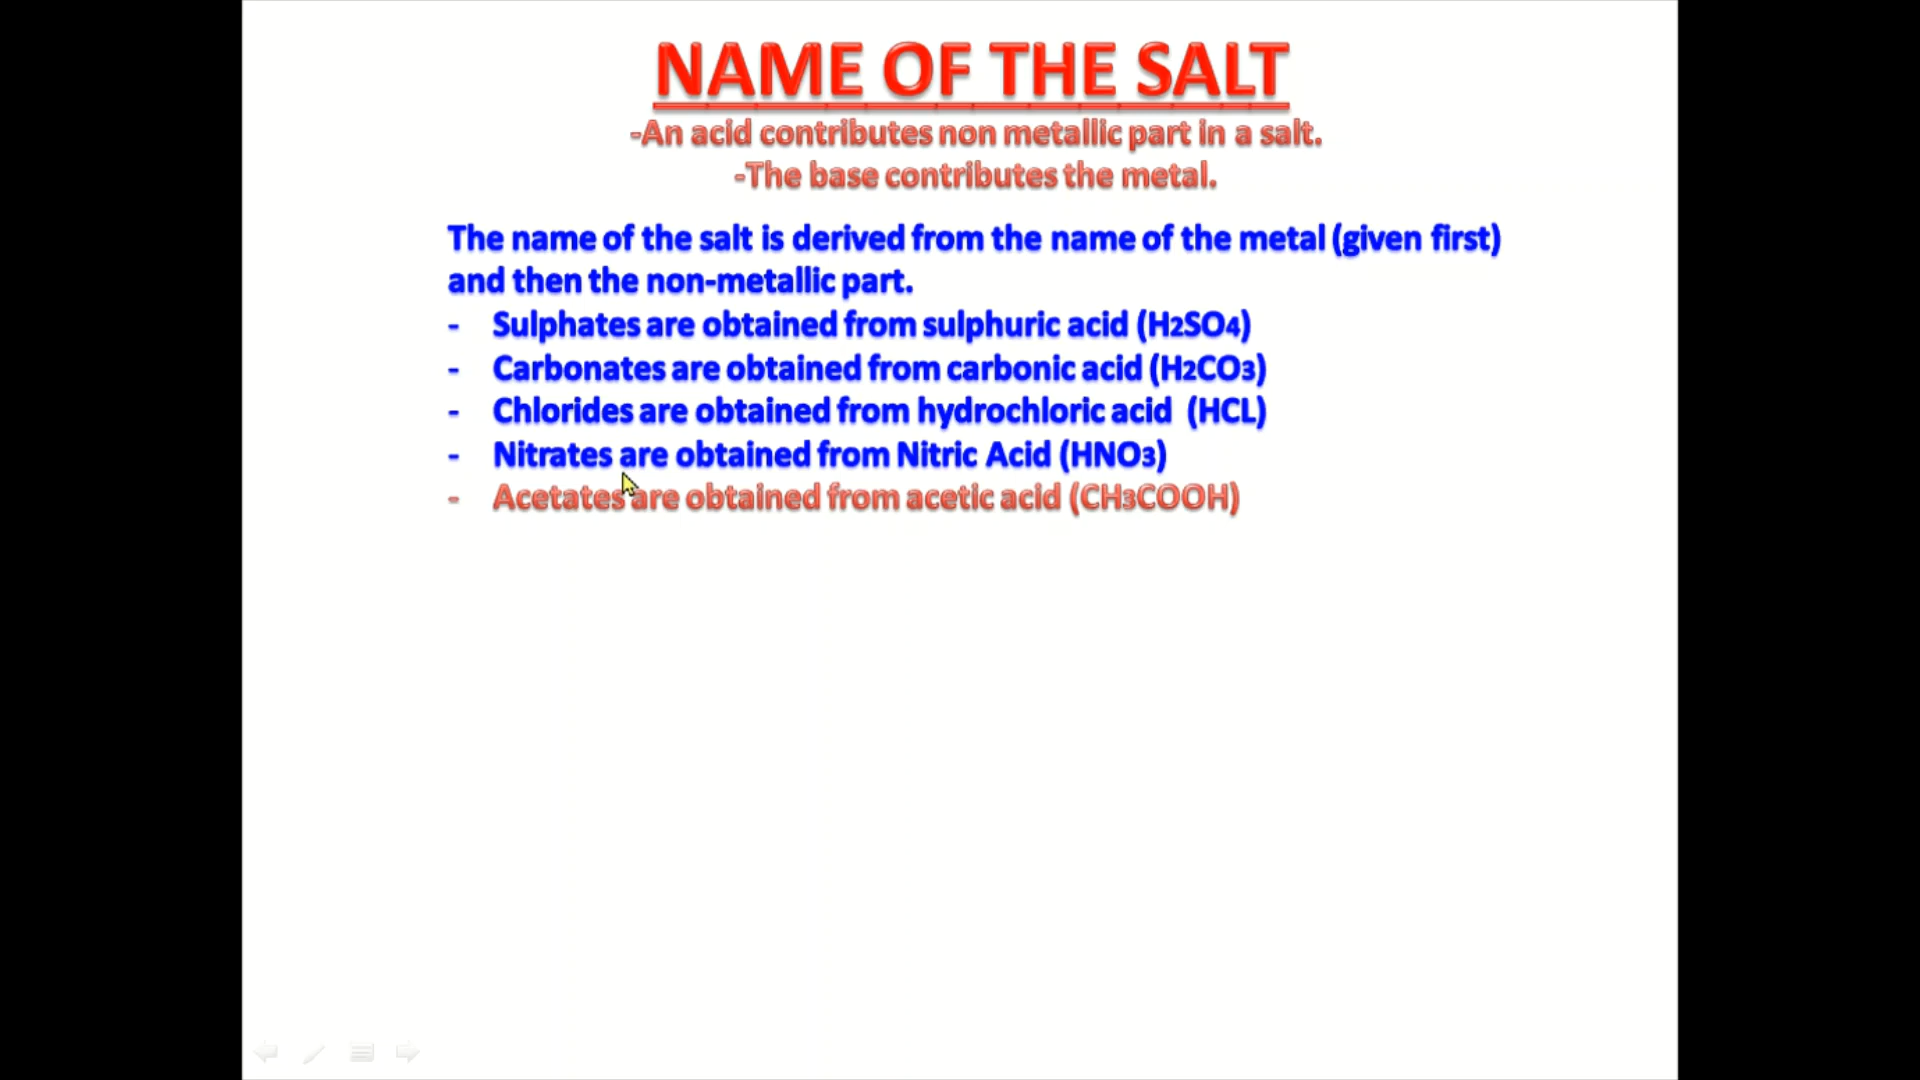 NAME OF THE SALT
-An acid contributes non metallic part in a salt.
-The base contributes the metal.
The name of the salt is derived from the name of the metal (given first)
and then the non-metallic part.
- Sulphates are obtained from sulphuric acid (H2SO4)
- Carbonates are obtained from carbonic acid (H2CO3)
- Chlorides are obtained from hydrochloric acid (HCL)
- Nitrates are obtained from Nitric Acid (HNO3)
- Acetates are obtained from acetic acid (CH3COOH)